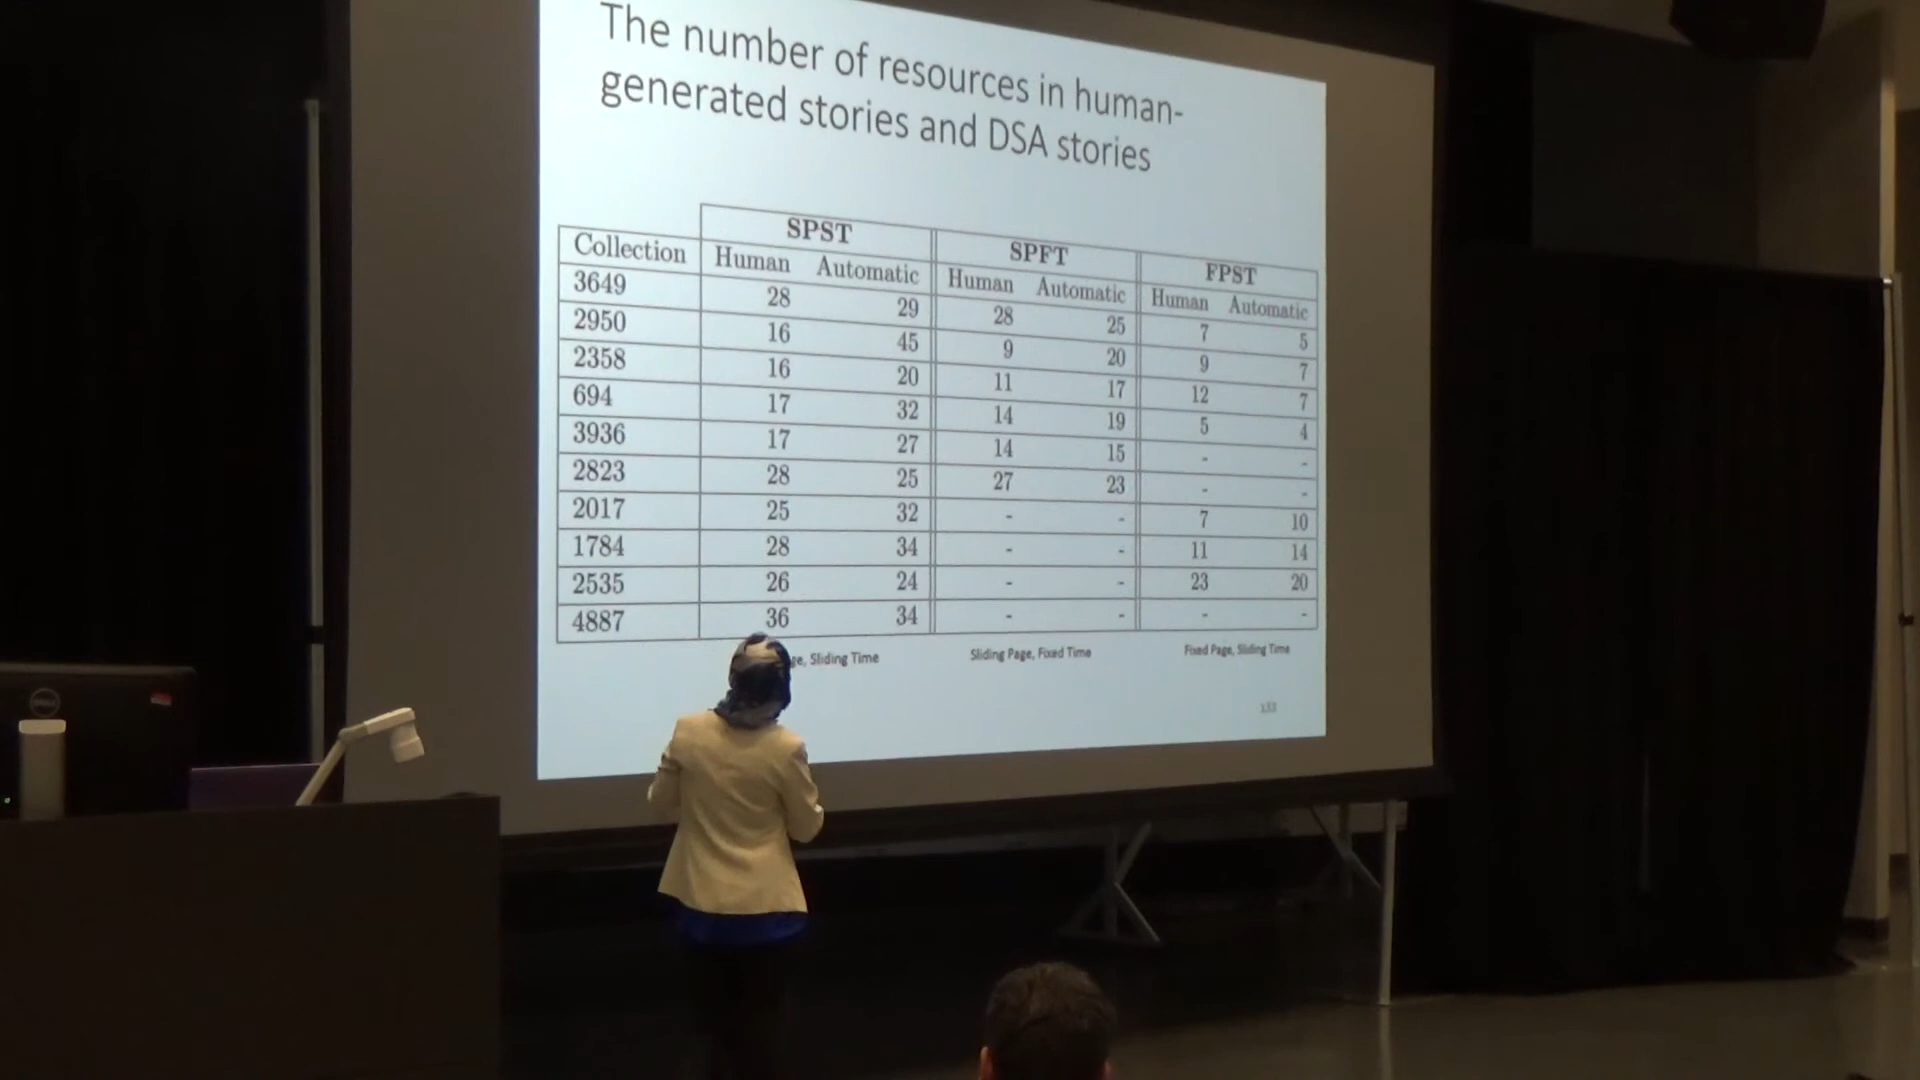 The number of resources in human-
generated stories and DSA stories
SPST SPFT FPST
Collection Human Automatic Human Automatic Human Automatic
3649 28 29 28 25 7 5
2950 16 45 9 20 9 7
2358 16 20 11 17 12 7
694 17 32 14 19 5 4
3936 17 27 14 15 - -
2823 28 25 27 23 - -
2017 25 32 - - 7 10
1784 28 34 - - 11 14
2535 26 24 - - 23 20
4887 36 34 - - - -
Sliding Time Sliding Page, Fixed Time Fixed Page, Sliding Time
DELL